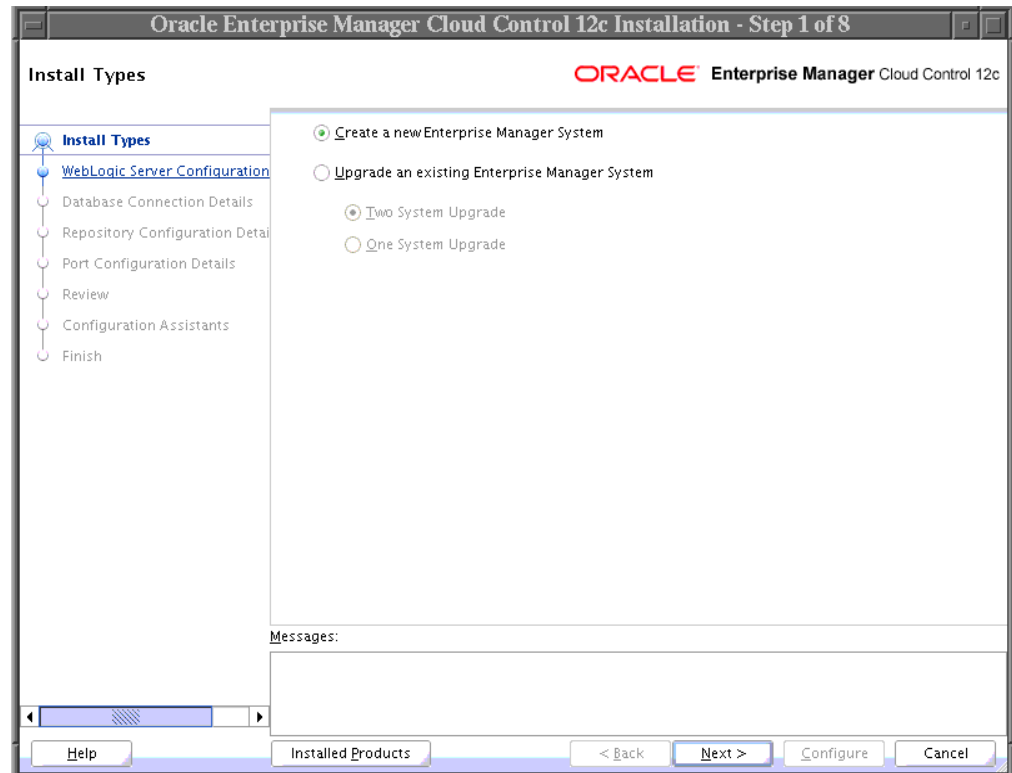 Oracle Enterprise Manager Cloud Control 12c Installation - Step 1 of 8
Install Types
ORACLE Enterprise Manager Cloud Control 12c
Install Types
WebLogic Server Configuration
Database Connection Details
Repository Configuration Detai
Port Configuration Details
Review
Configuration Assistants
Finish
Create a new Enterprise Manager System
Upgrade an existing Enterprise Manager System
Two System Upgrade
One System Upgrade
Messages:
Help
Installed Products
< Back
Next >
Configure
Cancel